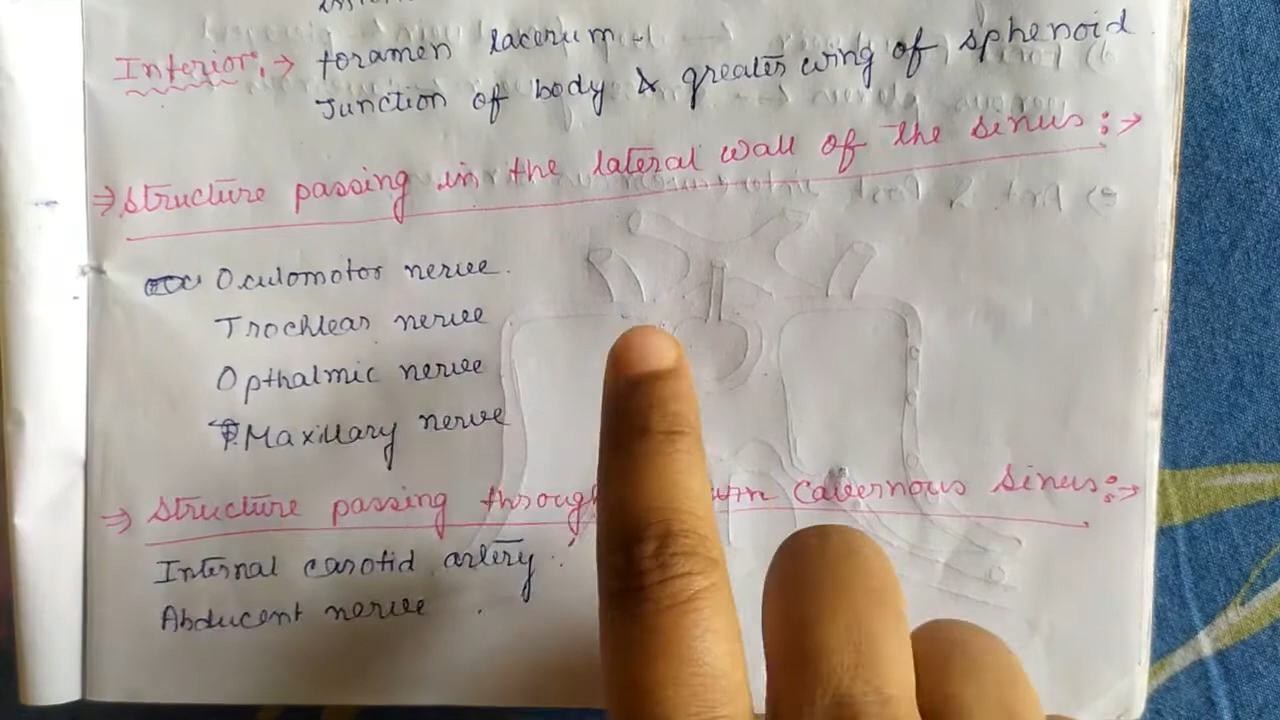 Inferior :→ foramen lacerum
Junction of body & greater wing of sphenoid
⇒ Structure passing in the lateral wall of the sinus :→
Oculomotor nerve.
Trochlear nerve
Opthalmic nerve
Maxillary nerve
⇒ Structure passing through cavernous sinus :→
Internal carotid artery.
Abducent nerve.